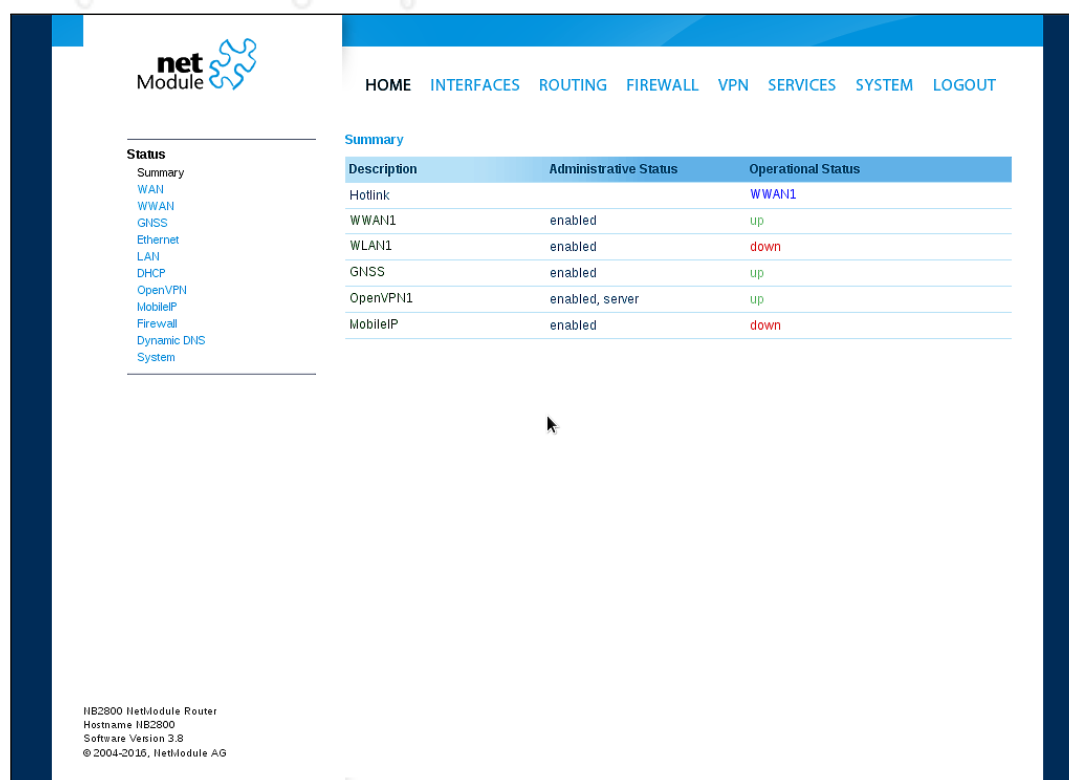 net
Module
HOME INTERFACES ROUTING FIREWALL VPN SERVICES SYSTEM LOGOUT
Status
Summary
WAN
WWAN
GNSS
Ethernet
LAN
DHCP
OpenVPN
MobileIP
Firewall
Dynamic DNS
System
Summary
Description Administrative Status Operational Status
Hotlink WWAN1
WWAN1 enabled up
WLAN1 enabled down
GNSS enabled up
OpenVPN1 enabled, server up
MobileIP enabled down
NB2800 NetModule Router
Hostname NB2800
Software Version 3.8
© 2004-2016, NetModule AG